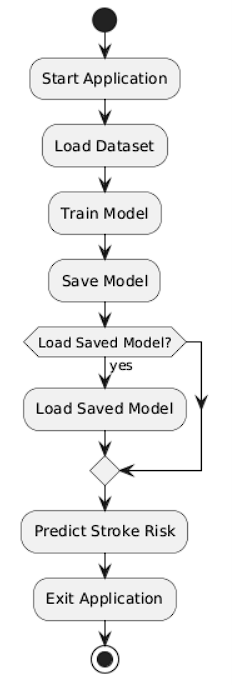 Start Application
Load Dataset
Train Model
Save Model
Load Saved Model?
yes
Load Saved Model
Predict Stroke Risk
Exit Application